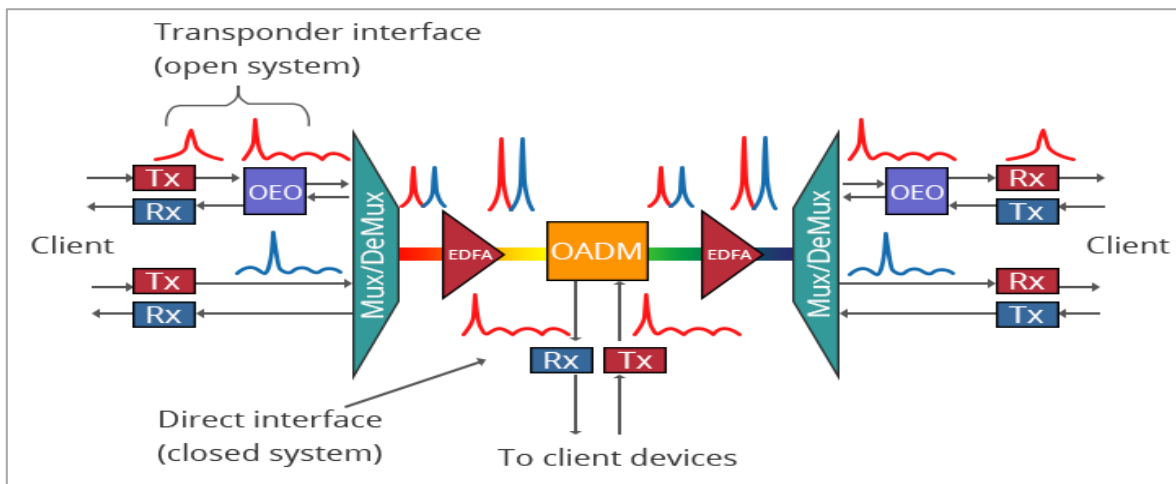 Transponder interface
(open system)
Tx
OEO
Rx
Client
Tx
Rx
Mux/DeMux
EDFA
OADM
EDFA
Mux/DeMux
OEO
Rx
Tx
Client
Rx
Tx
Rx
Tx
Direct interface
(closed system)
To client devices